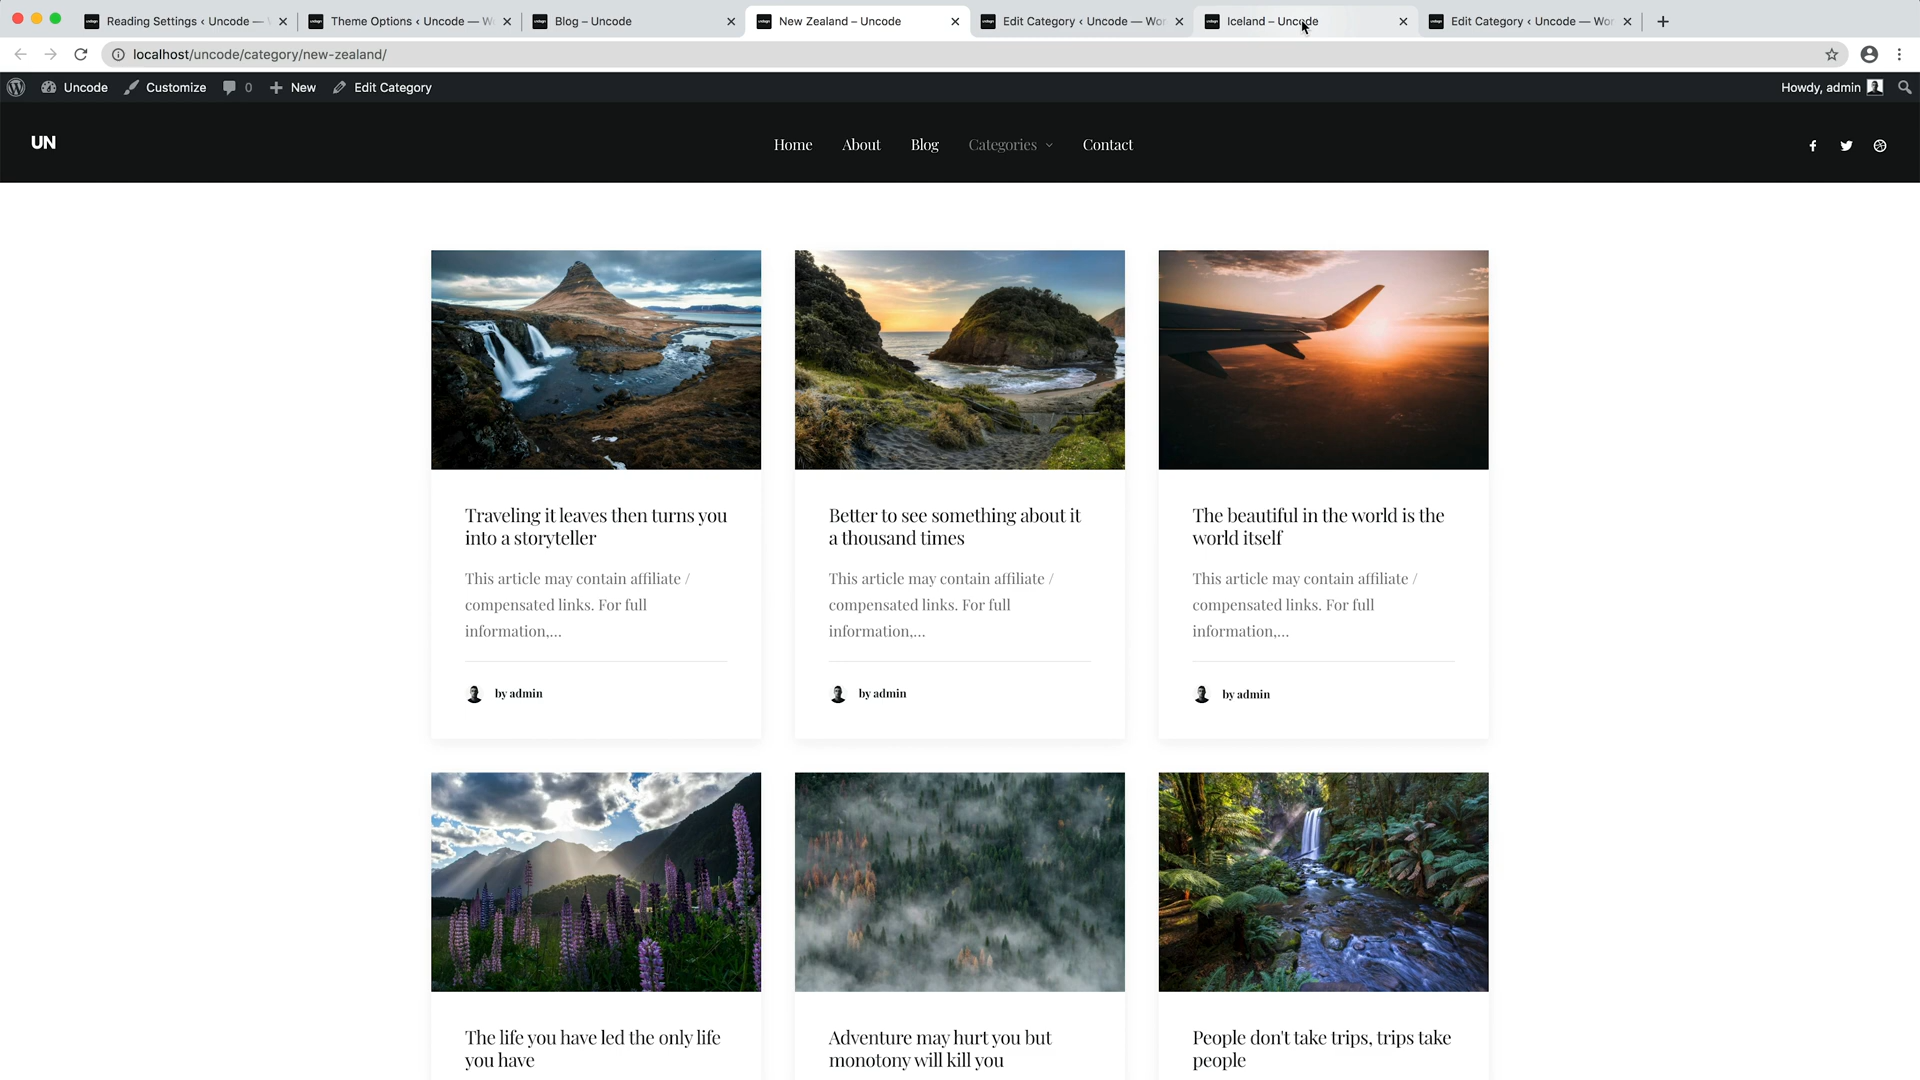 Reading Settings ‹ Uncode —
Theme Options ‹ Uncode — W
Blog – Uncode
New Zealand – Uncode
Edit Category ‹ Uncode — Wor
Iceland – Uncode
Edit Category ‹ Uncode — Wor
localhost/uncode/category/new-zealand/
Uncode
Customize
0
New
Edit Category
Howdy, admin
UN
Home
About
Blog
Categories
Contact
Traveling it leaves then turns you
into a storyteller
This article may contain affiliate /
compensated links. For full
information,...
by admin
Better to see something about it
a thousand times
This article may contain affiliate /
compensated links. For full
information,...
by admin
The beautiful in the world is the
world itself
This article may contain affiliate /
compensated links. For full
information,...
by admin
The life you have led the only life
you have
Adventure may hurt you but
monotony will kill you
People don't take trips, trips take
people